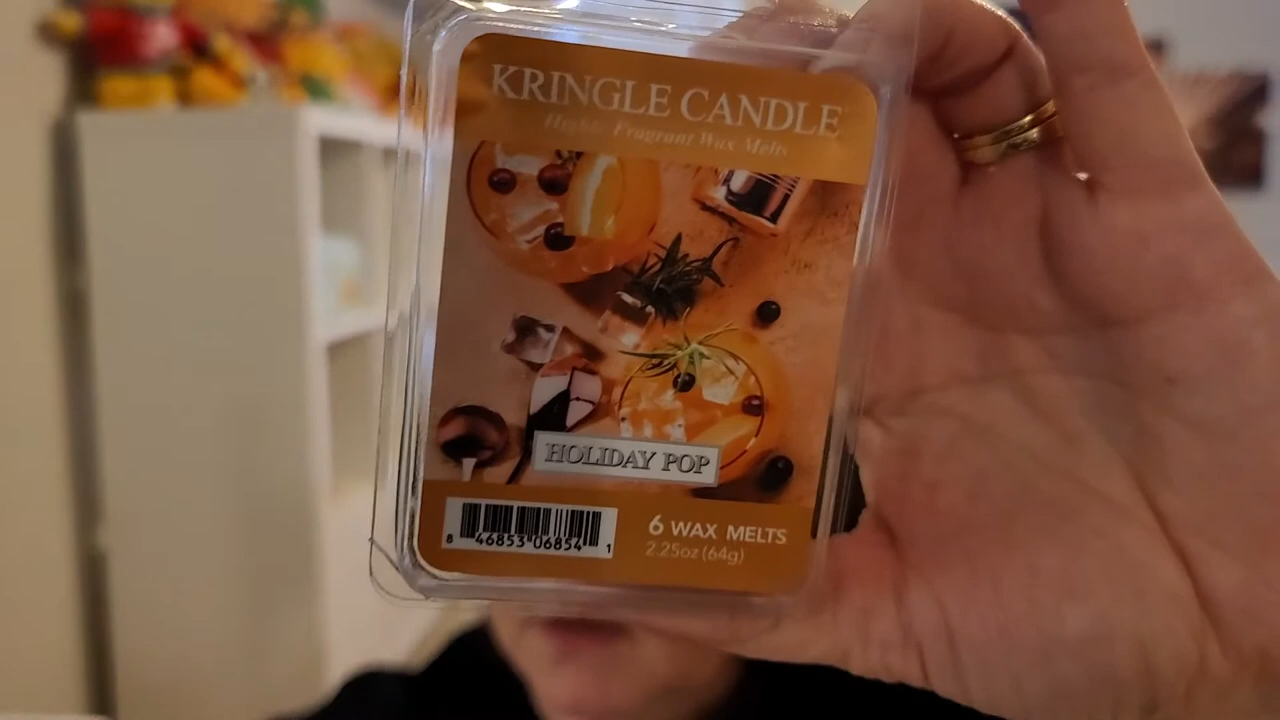 KRINGLE CANDLE
Highly Fragrant Wax Melts
HOLIDAY POP
8 46853 06854 1
6 WAX MELTS
2.25oz (64g)